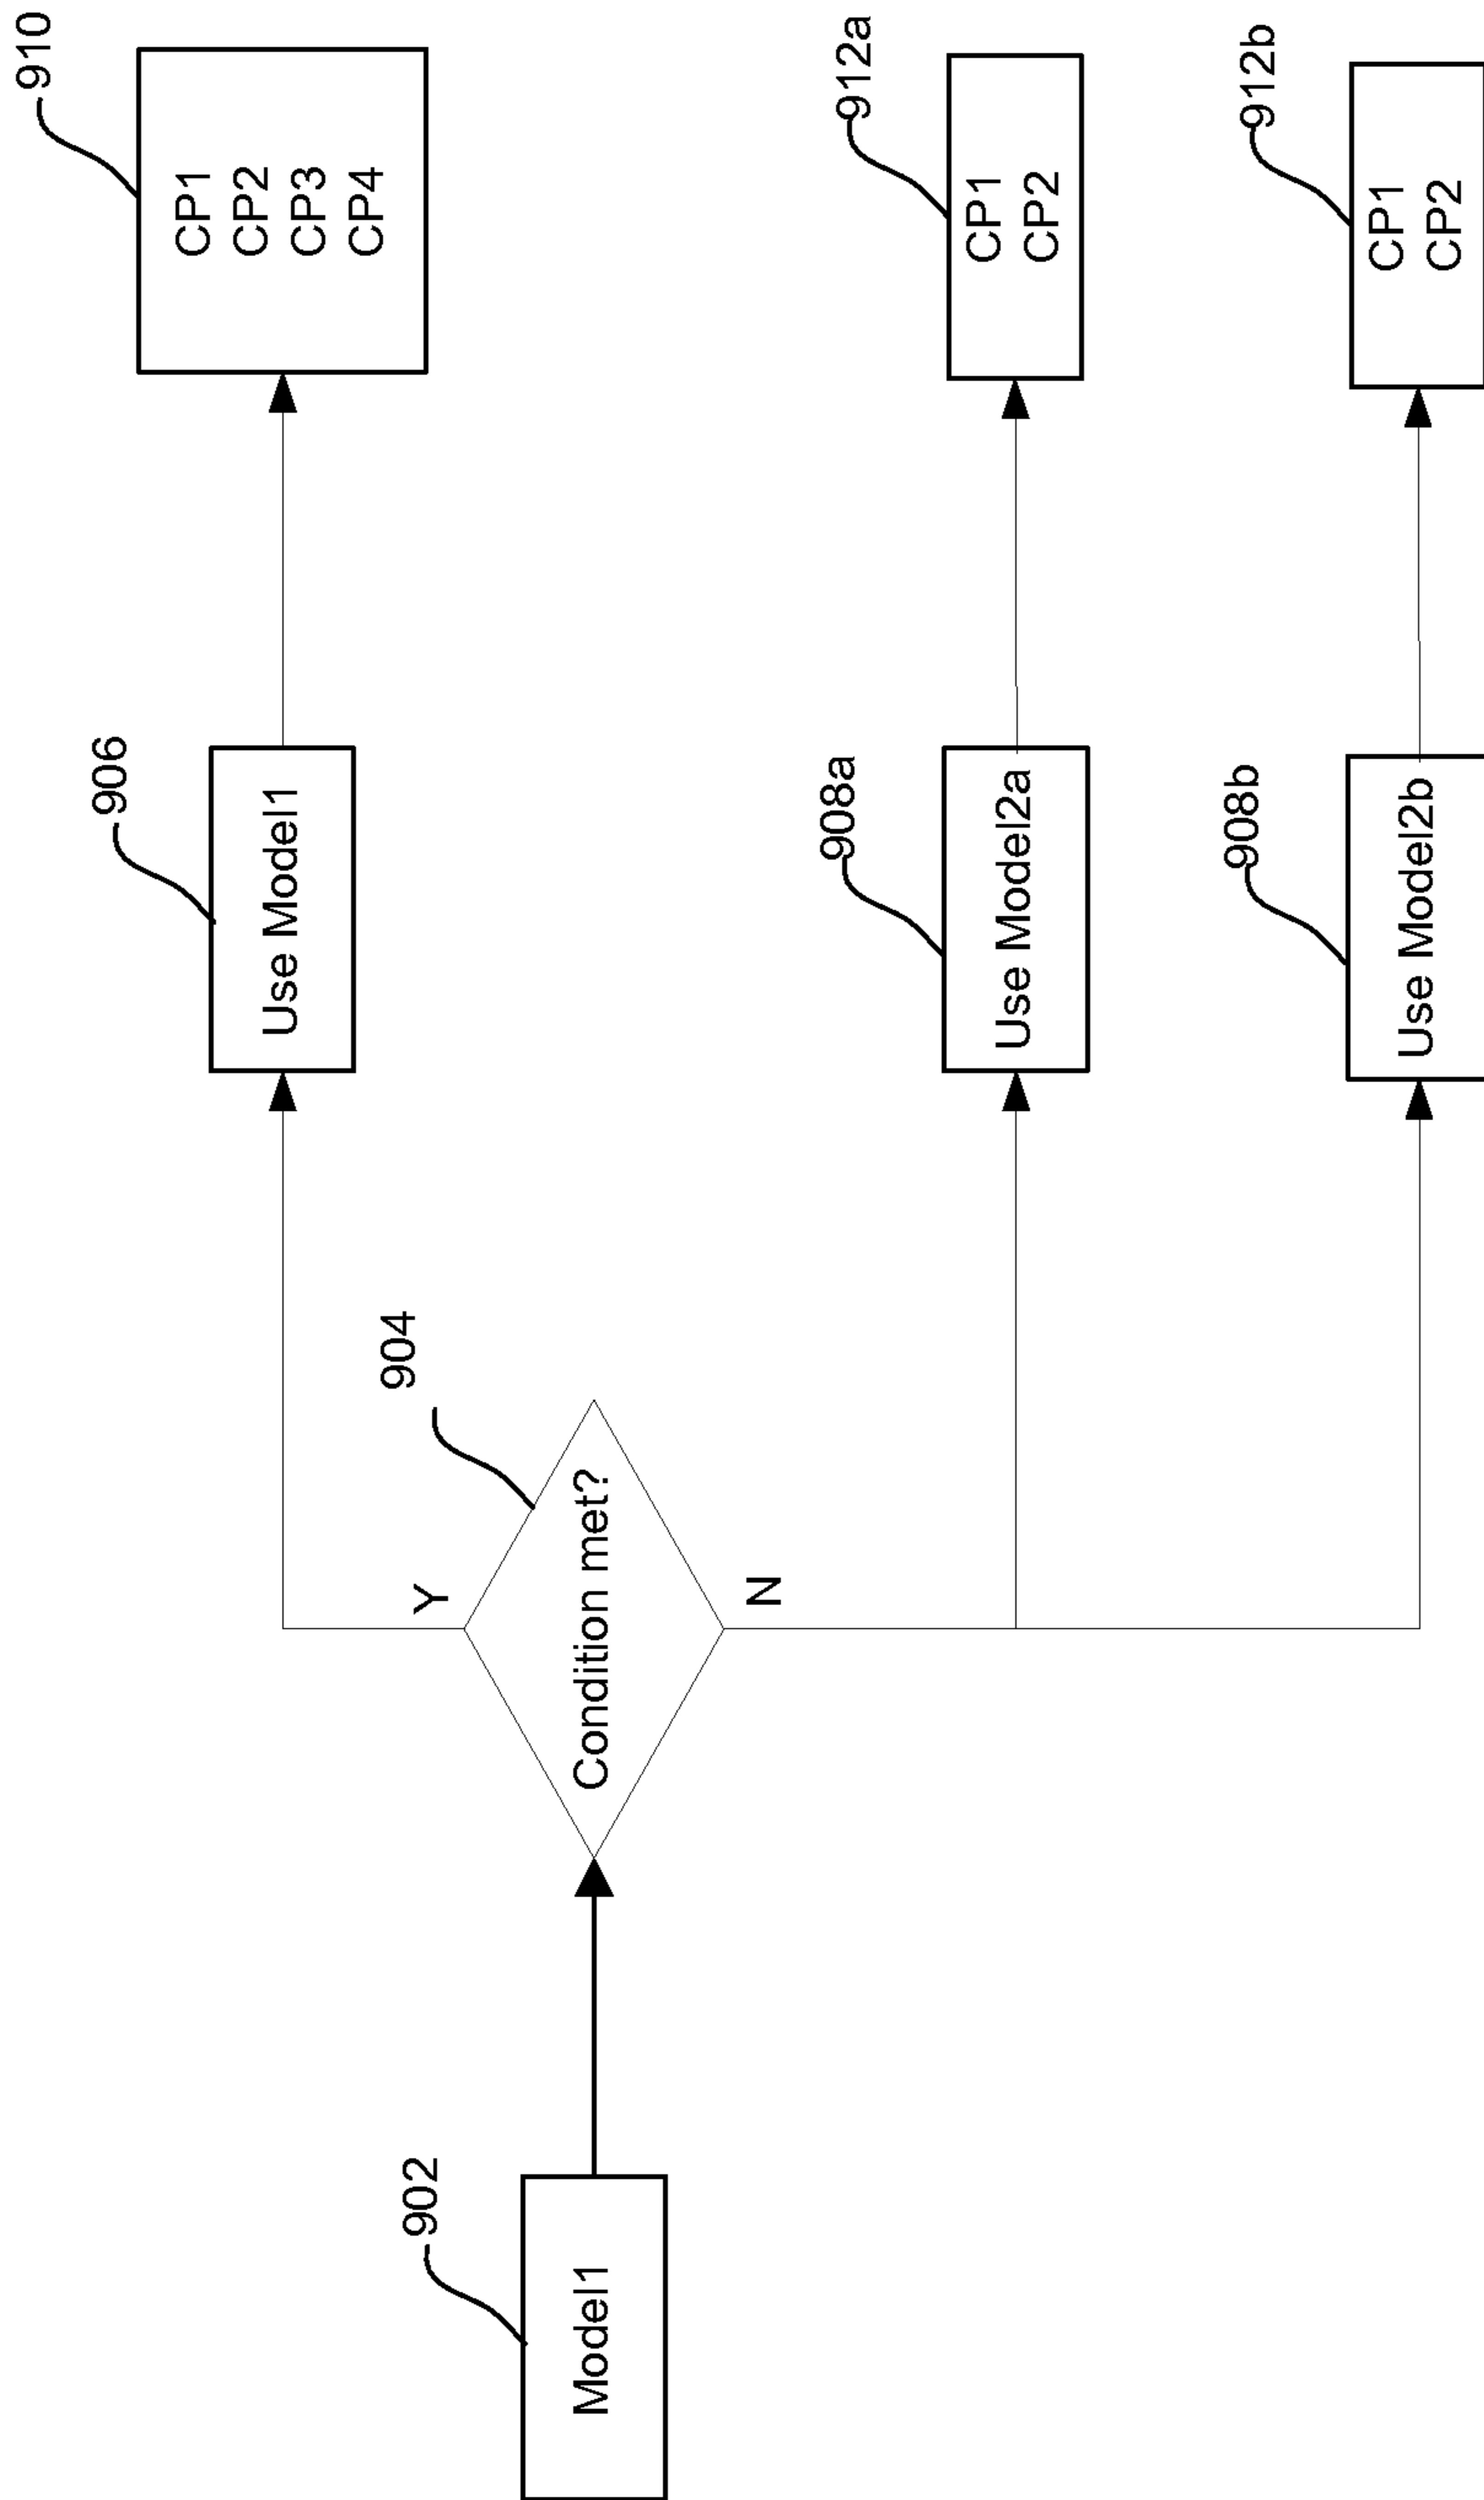 910
CP1
CP2
CP3
CP4
906
Use Model1
904
Y
Condition met?
N
902
Model1
912a
CP1
CP2
908a
Use Model2a
912b
CP1
CP2
908b
Use Model2b